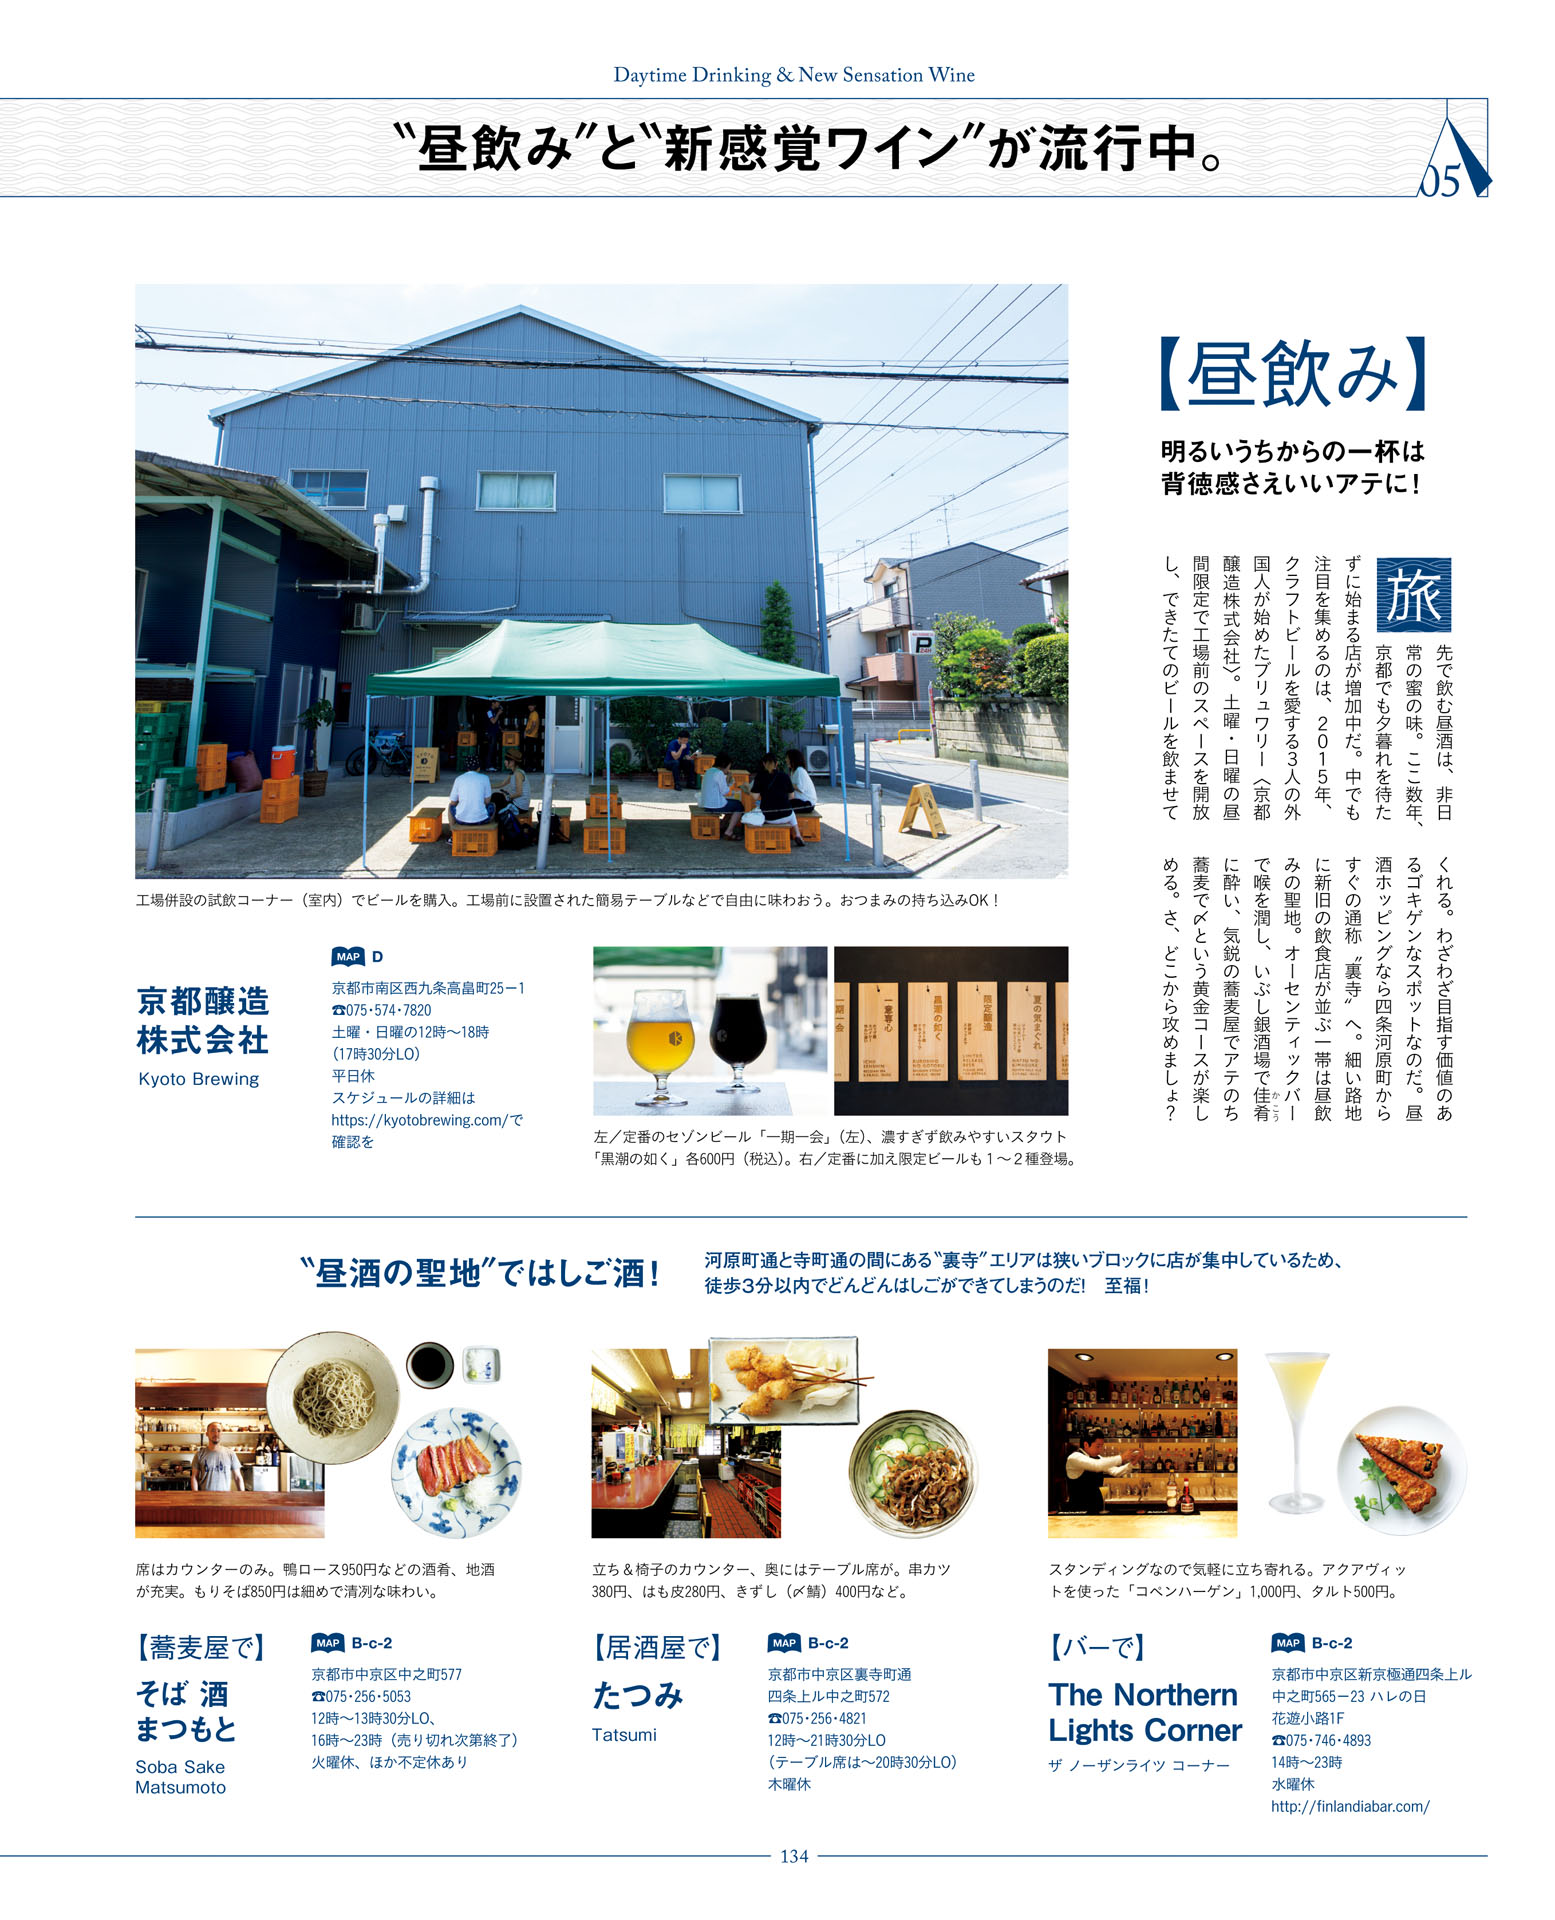 Daytime Drinking & New Sensation Wine
〝昼飲み〟と〝新感覚ワイン〟が流行中。
05
【昼飲み】
明るいうちからの一杯は
背徳感さえいいアテに！
旅
先で飲む昼酒は、非日
常の蜜の味。ここ数年、
京都でも夕暮れを待た
ずに始まる店が増加中だ。中でも
注目を集めるのは、2015年、
クラフトビールを愛する3人の外
国人が始めたブリュワリー〈京都
醸造株式会社〉。土曜・日曜の昼
間限定で工場前のスペースを開放
し、できたてのビールを飲ませて
くれる。わざわざ目指す価値のあ
るゴキゲンなスポットなのだ。昼
酒ホッピングなら四条河原町から
すぐの通称〝裏寺〟へ。細い路地
に新旧の飲食店が並ぶ一帯は昼飲
みの聖地。オーセンティックバー
で喉を潤し、いぶし銀酒場で佳肴
かこう
に酔い、気鋭の蕎麦屋でアテのち
蕎麦で〆という黄金コースが楽し
める。さ、どこから攻めましょ？
P
工場併設の試飲コーナー（室内）でビールを購入。工場前に設置された簡易テーブルなどで自由に味わおう。おつまみの持ち込みOK！
京都醸造
株式会社
Kyoto Brewing
MAP D
京都市南区西九条高畠町25－1
☎075・574・7820
土曜・日曜の12時〜18時
（17時30分LO）
平日休
スケジュールの詳細は
https://kyotobrewing.com/で
確認を
夏の気まぐれ
限定醸造
黒潮の如く
一意専心
一期一会
左／定番のセゾンビール「一期一会」（左）、濃すぎず飲みやすいスタウト
「黒潮の如く」各600円（税込）。右／定番に加え限定ビールも１〜２種登場。
〝昼酒の聖地〟ではしご酒！
河原町通と寺町通の間にある〝裏寺〟エリアは狭いブロックに店が集中しているため、
徒歩3分以内でどんどんはしごができてしまうのだ！ 至福！
席はカウンターのみ。鴨ロース950円などの酒肴、地酒
が充実。もりそば850円は細めで清冽な味わい。
【蕎麦屋で】
そば 酒
まつもと
Soba Sake
Matsumoto
MAP B-c-2
京都市中京区中之町577
☎075・256・5053
12時〜13時30分LO、
16時〜23時（売り切れ次第終了）
火曜休、ほか不定休あり
立ち＆椅子のカウンター、奥にはテーブル席が。串カツ
380円、はも皮280円、きずし（〆鯖）400円など。
【居酒屋で】
たつみ
Tatsumi
MAP B-c-2
京都市中京区裏寺町通
四条上ル中之町572
☎075・256・4821
12時〜21時30分LO
（テーブル席は〜20時30分LO）
木曜休
スタンディングなので気軽に立ち寄れる。アクアヴィッ
トを使った「コペンハーゲン」1,000円、タルト500円。
【バーで】
The Northern
Lights Corner
ザ ノーザンライツ コーナー
MAP B-c-2
京都市中京区新京極通四条上ル
中之町565－23 ハレの日
花遊小路1F
☎075・746・4893
14時〜23時
水曜休
http://finlandiabar.com/
134